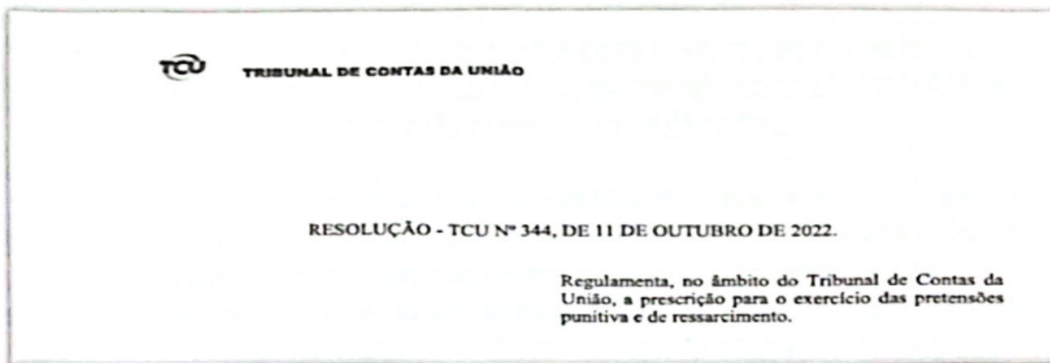 TCU TRIBUNAL DE CONTAS DA UNIÃO
RESOLUÇÃO - TCU Nº 344, DE 11 DE OUTUBRO DE 2022.
Regulamenta, no âmbito do Tribunal de Contas da
União, a prescrição para o exercício das pretensões
punitiva e de ressarcimento.